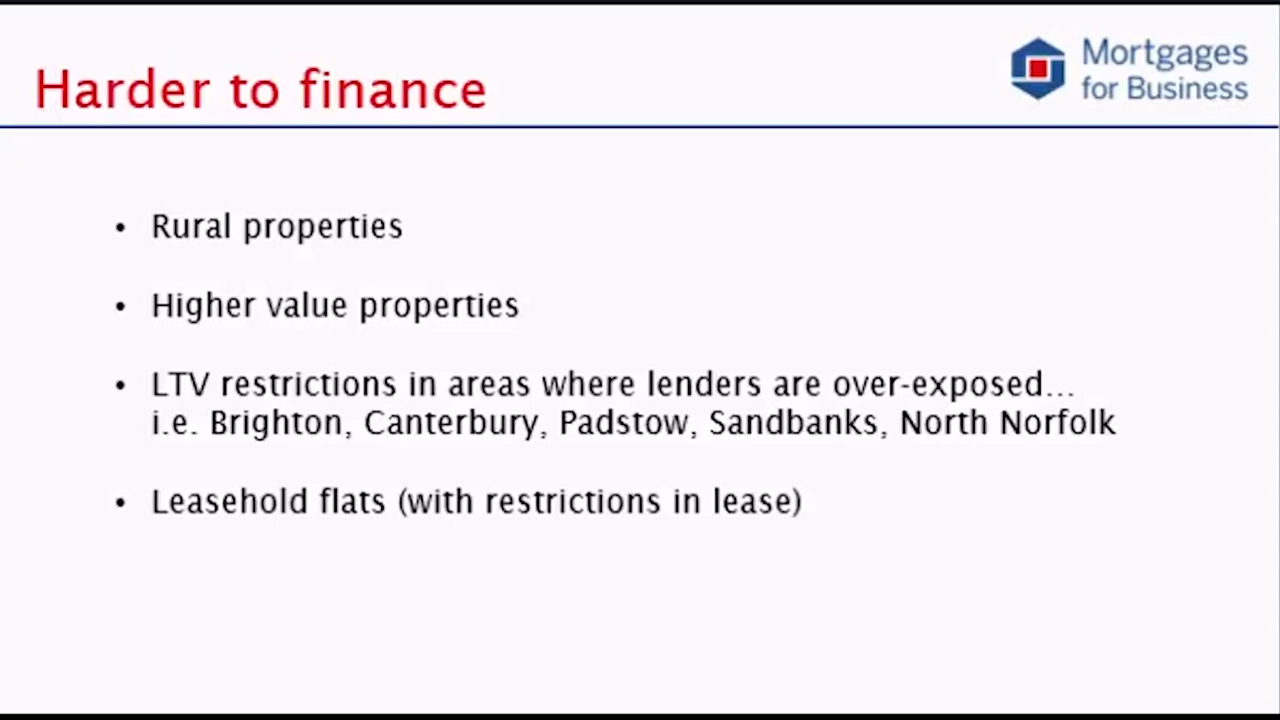 Harder to finance
Mortgages
for Business
• Rural properties
• Higher value properties
• LTV restrictions in areas where lenders are over-exposed...
i.e. Brighton, Canterbury, Padstow, Sandbanks, North Norfolk
• Leasehold flats (with restrictions in lease)